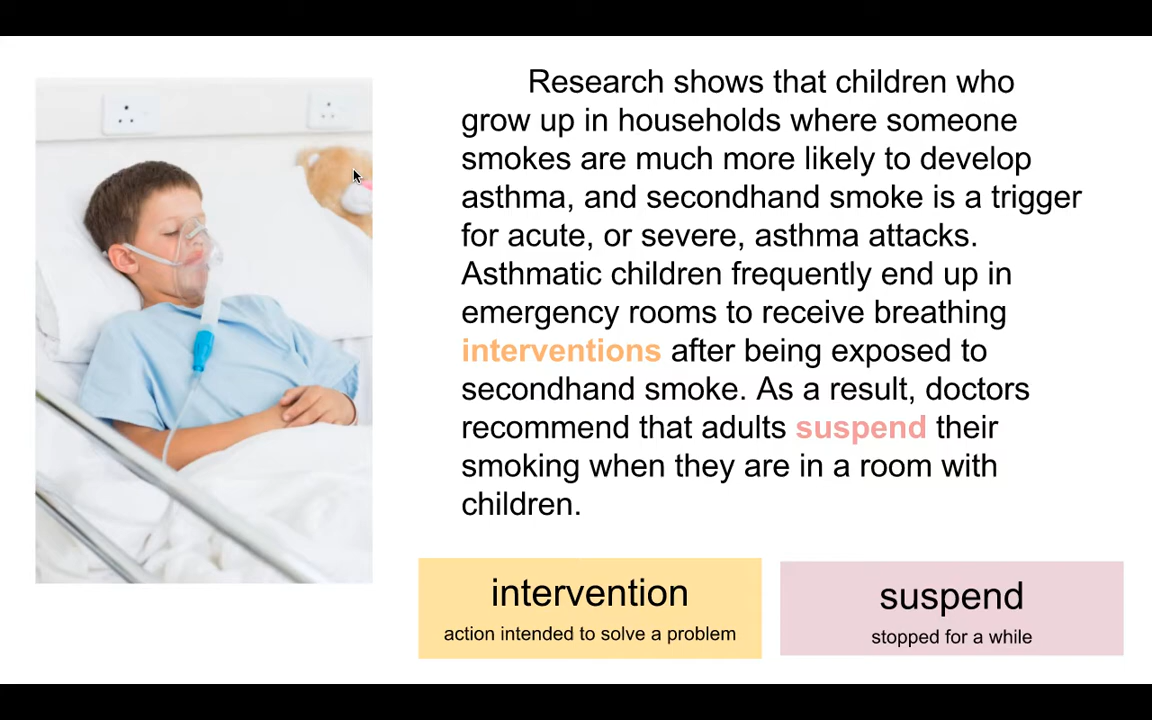 Research shows that children who
grow up in households where someone
smokes are much more likely to develop
asthma, and secondhand smoke is a trigger
for acute, or severe, asthma attacks.
Asthmatic children frequently end up in
emergency rooms to receive breathing
interventions after being exposed to
secondhand smoke. As a result, doctors
recommend that adults suspend their
smoking when they are in a room with
children.
intervention
action intended to solve a problem
suspend
stopped for a while